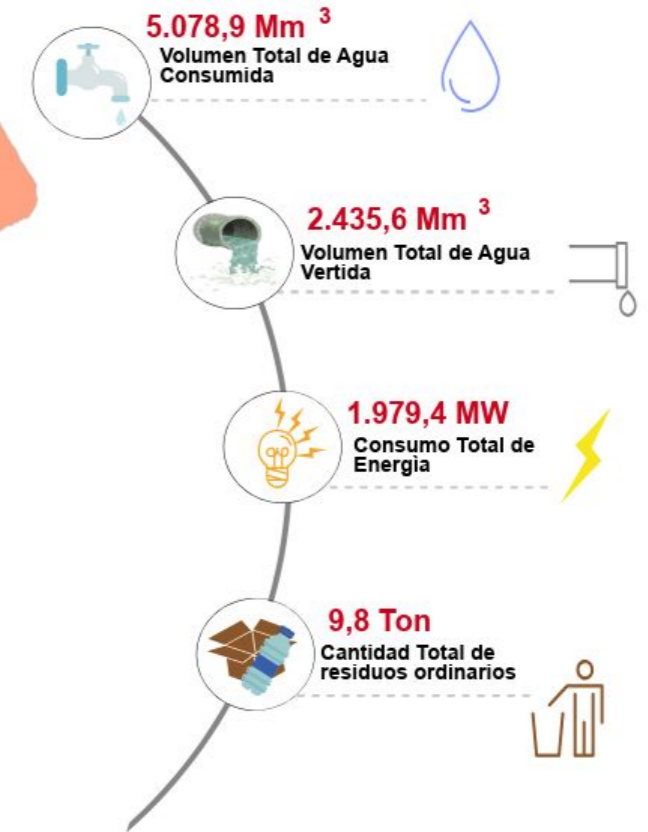 5.078,9 Mm ³
Volumen Total de Agua
Consumida
2.435,6 Mm ³
Volumen Total de Agua
Vertida
1.979,4 MW
Consumo Total de
Energìa
9,8 Ton
Cantidad Total de
residuos ordinarios